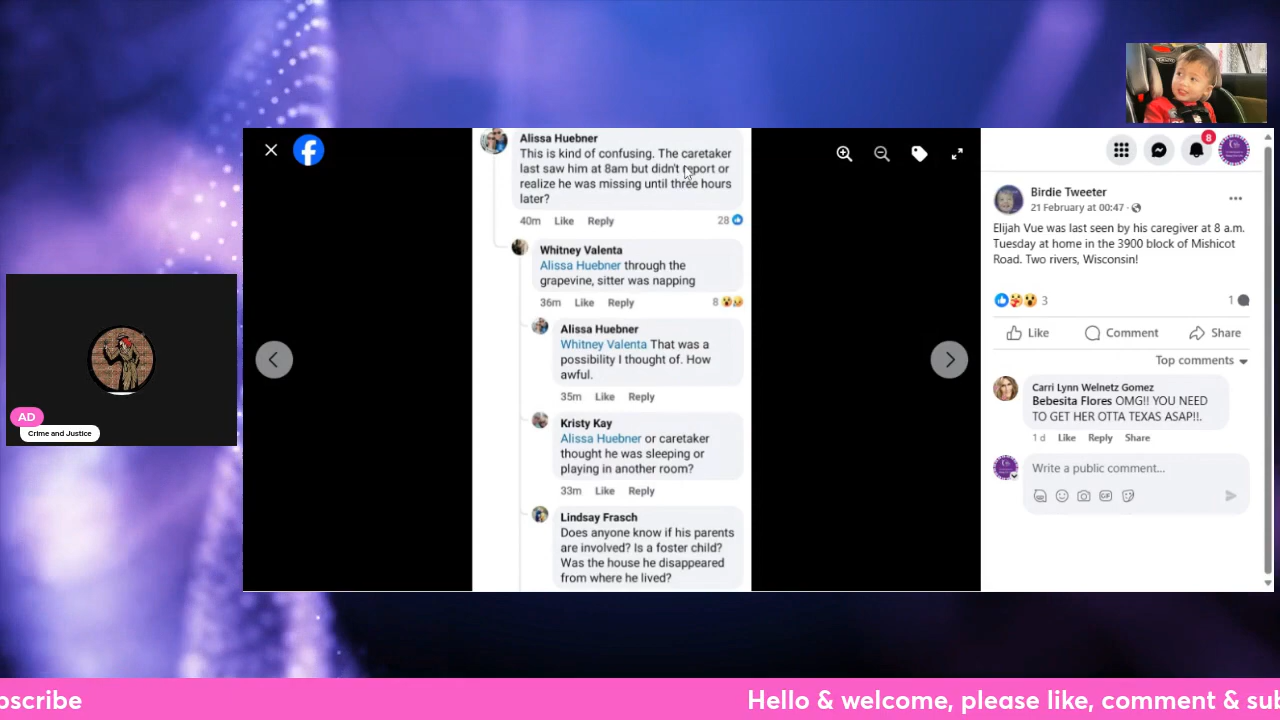 Alissa Huebner
This is kind of confusing. The caretaker
last saw him at 8am but didn't report or
realize he was missing until three hours
later?
40m Like Reply 28
Whitney Valenta
Alissa Huebner through the
grapevine, sitter was napping
36m Like Reply 8
Alissa Huebner
Whitney Valenta That was a
possibility I thought of. How
awful.
35m Like Reply
Kristy Kay
Alissa Huebner or caretaker
thought he was sleeping or
playing in another room?
33m Like Reply
Lindsay Frasch
Does anyone know if his parents
are involved? Is a foster child?
Was the house he disappeared
from where he lived?
8
Birdie Tweeter
21 February at 00:47 ·
Elijah Vue was last seen by his caregiver at 8 a.m.
Tuesday at home in the 3900 block of Mishicot
Road. Two rivers, Wisconsin!
3 1
Like Comment Share
Top comments
Carri Lynn Welnetz Gomez
Bebesita Flores OMG!! YOU NEED
TO GET HER OTTA TEXAS ASAP!!.
1 d Like Reply Share
Write a public comment...
GIF
AD
Crime and Justice
bscribe Hello & welcome, please like, comment & sub